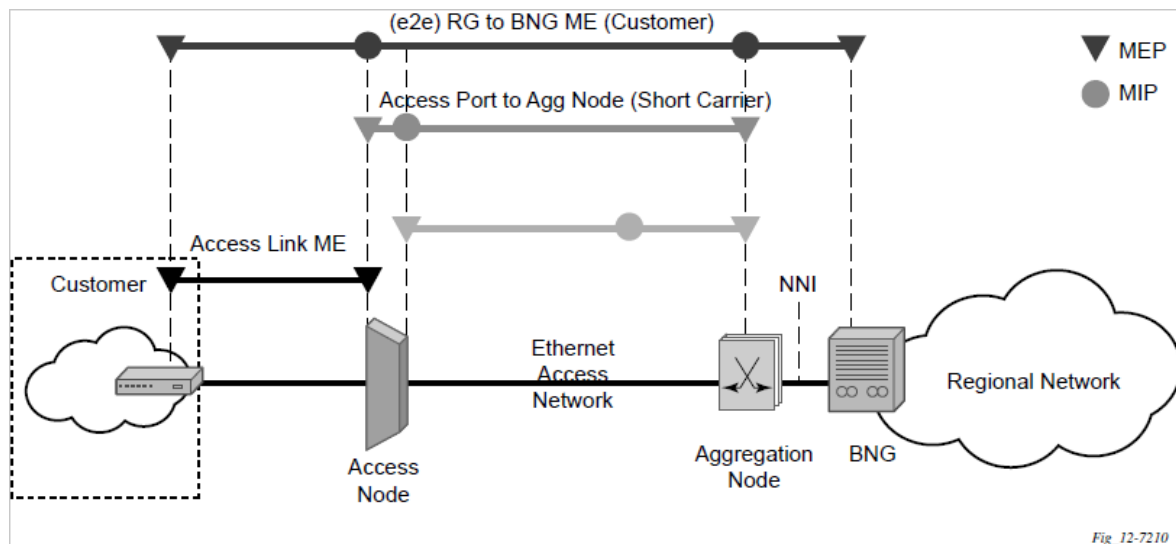 (e2e) RG to BNG ME (Customer)
MEP
MIP
Access Port to Agg Node (Short Carrier)
Access Link ME
Customer
NNI
Ethernet
Access
Network
Regional Network
Access
Node
Aggregation
Node
BNG
Fig 12-7210